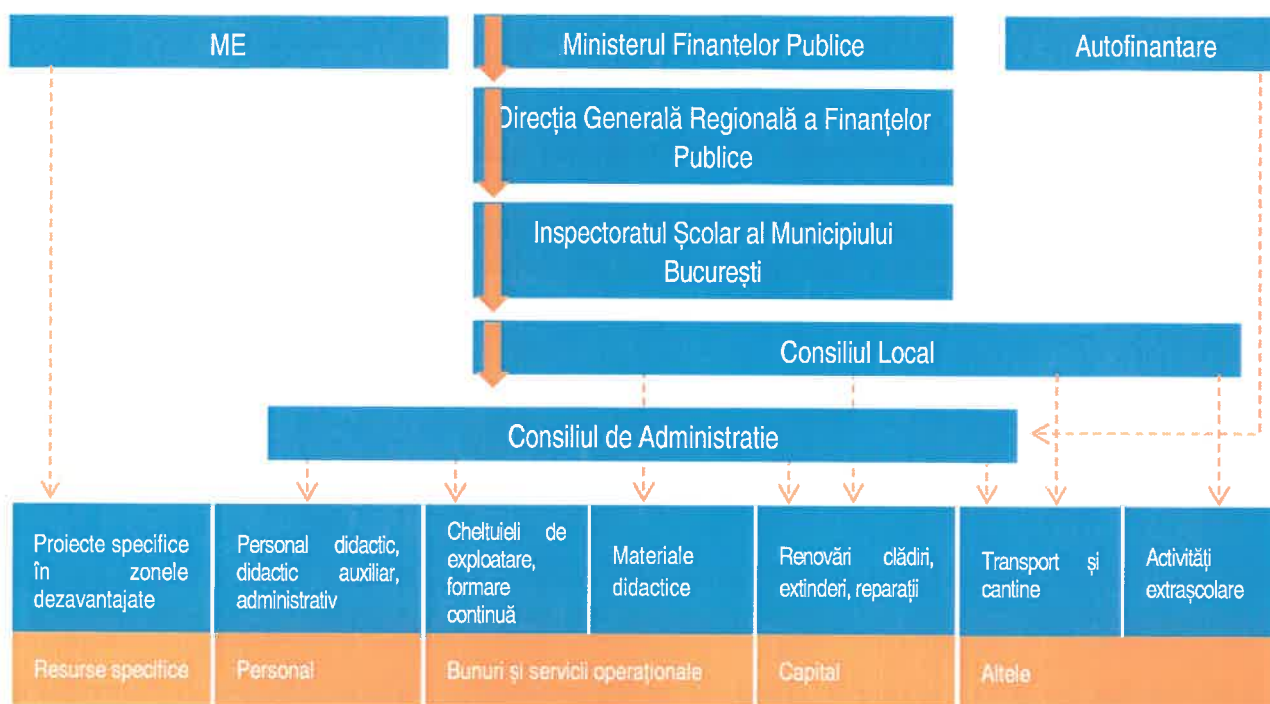 ME
Ministerul Finanțelor Publice
Autofinantare
Direcția Generală Regională a Finanțelor
Publice
Inspectoratul Școlar al Municipiului
București
Consiliul Local
Consiliul de Administratie
Proiecte specifice
în zonele
dezavantajate
Personal didactic,
didactic auxiliar,
administrativ
Cheltuieli de
exploatare,
formare
continuă
Materiale
didactice
Renovări clădiri,
extinderi, reparații
Transport și
cantine
Activități
extrașcolare
Resurse specifice
Personal
Bunuri și servicii operaționale
Capital
Altele